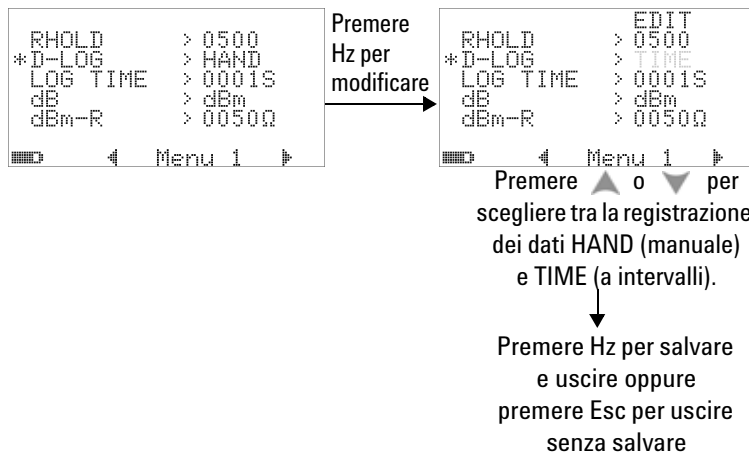 RHOLD > 0500
*D-LOG > HAND
LOG TIME > 0001S
dB > dBm
dBm-R > 0050Ω
Menu 1
Premere
Hz per
modificare
EDIT
RHOLD > 0500
*D-LOG > TIME
LOG TIME > 0001S
dB > dBm
dBm-R > 0050Ω
Menu 1
Premere o per
scegliere tra la registrazione
dei dati HAND (manuale)
e TIME (a intervalli).
Premere Hz per salvare
e uscire oppure
premere Esc per uscire
senza salvare